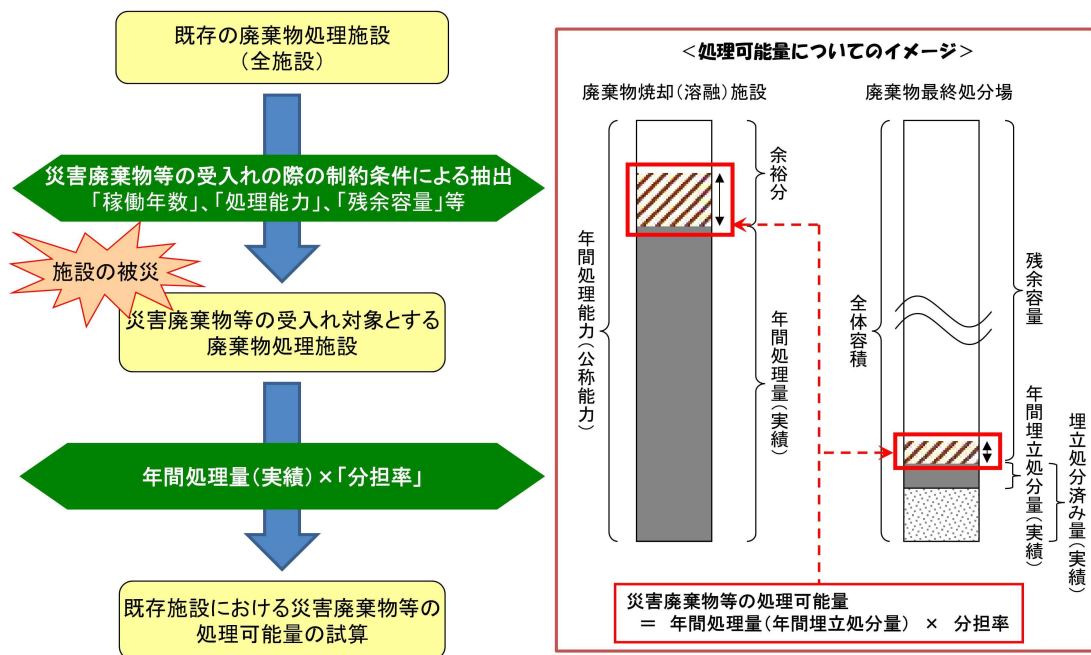 既存の廃棄物処理施設
(全施設)
災害廃棄物等の受入れの際の制約条件による抽出
「稼働年数」、「処理能力」、「残余容量」等
施設の被災
災害廃棄物等の受入れ対象とする
廃棄物処理施設
年間処理量(実績)×「分担率」
既存施設における災害廃棄物等の
処理可能量の試算
<処理可能量についてのイメージ>
廃棄物焼却(溶融)施設
年間処理能力(公称能力)
余裕分
年間処理量(実績)
廃棄物最終処分場
全体容積
残余容量
年間埋立処分量(実績)
埋立処分済み量(実績)
災害廃棄物等の処理可能量
= 年間処理量(年間埋立処分量) × 分担率